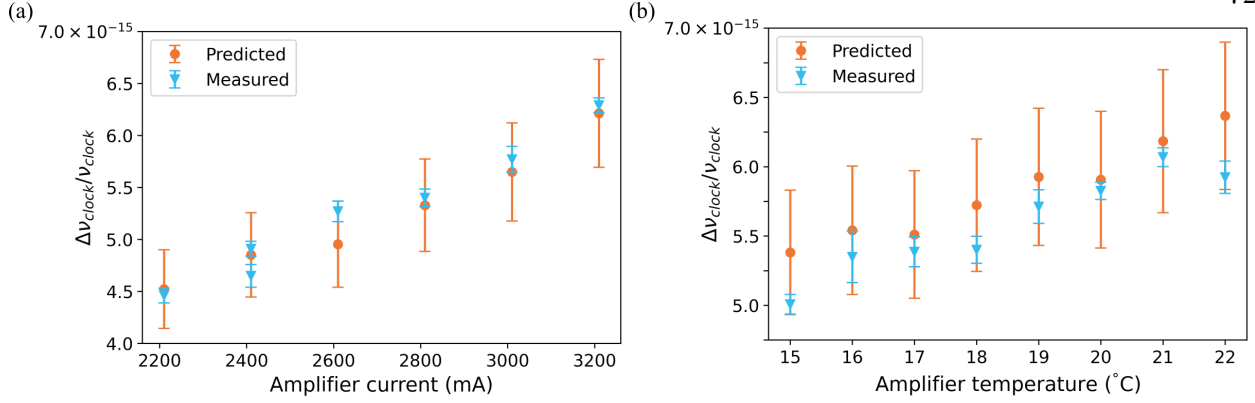 (a)
7.0 × 10⁻¹⁵
6.5
6.0
5.5
5.0
4.5
4.0
Δν_clock/ν_clock
Predicted
Measured
2200 2400 2600 2800 3000 3200
Amplifier current (mA)
(b)
7.0 × 10⁻¹⁵
6.5
6.0
5.5
5.0
Δν_clock/ν_clock
Predicted
Measured
15 16 17 18 19 20 21 22
Amplifier temperature (°C)